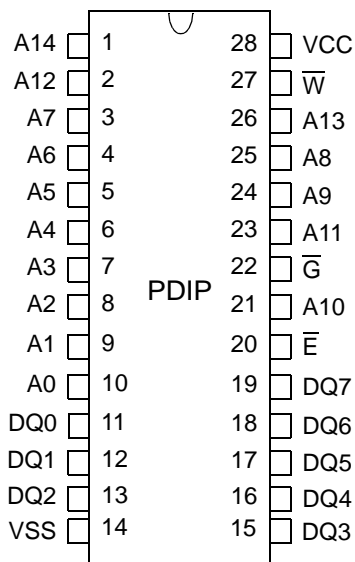 A14 1 28 VCC
A12 2 27 W̅
A7 3 26 A13
A6 4 25 A8
A5 5 24 A9
A4 6 23 A11
A3 7 22 G̅
PDIP
A2 8 21 A10
A1 9 20 E̅
A0 10 19 DQ7
DQ0 11 18 DQ6
DQ1 12 17 DQ5
DQ2 13 16 DQ4
VSS 14 15 DQ3